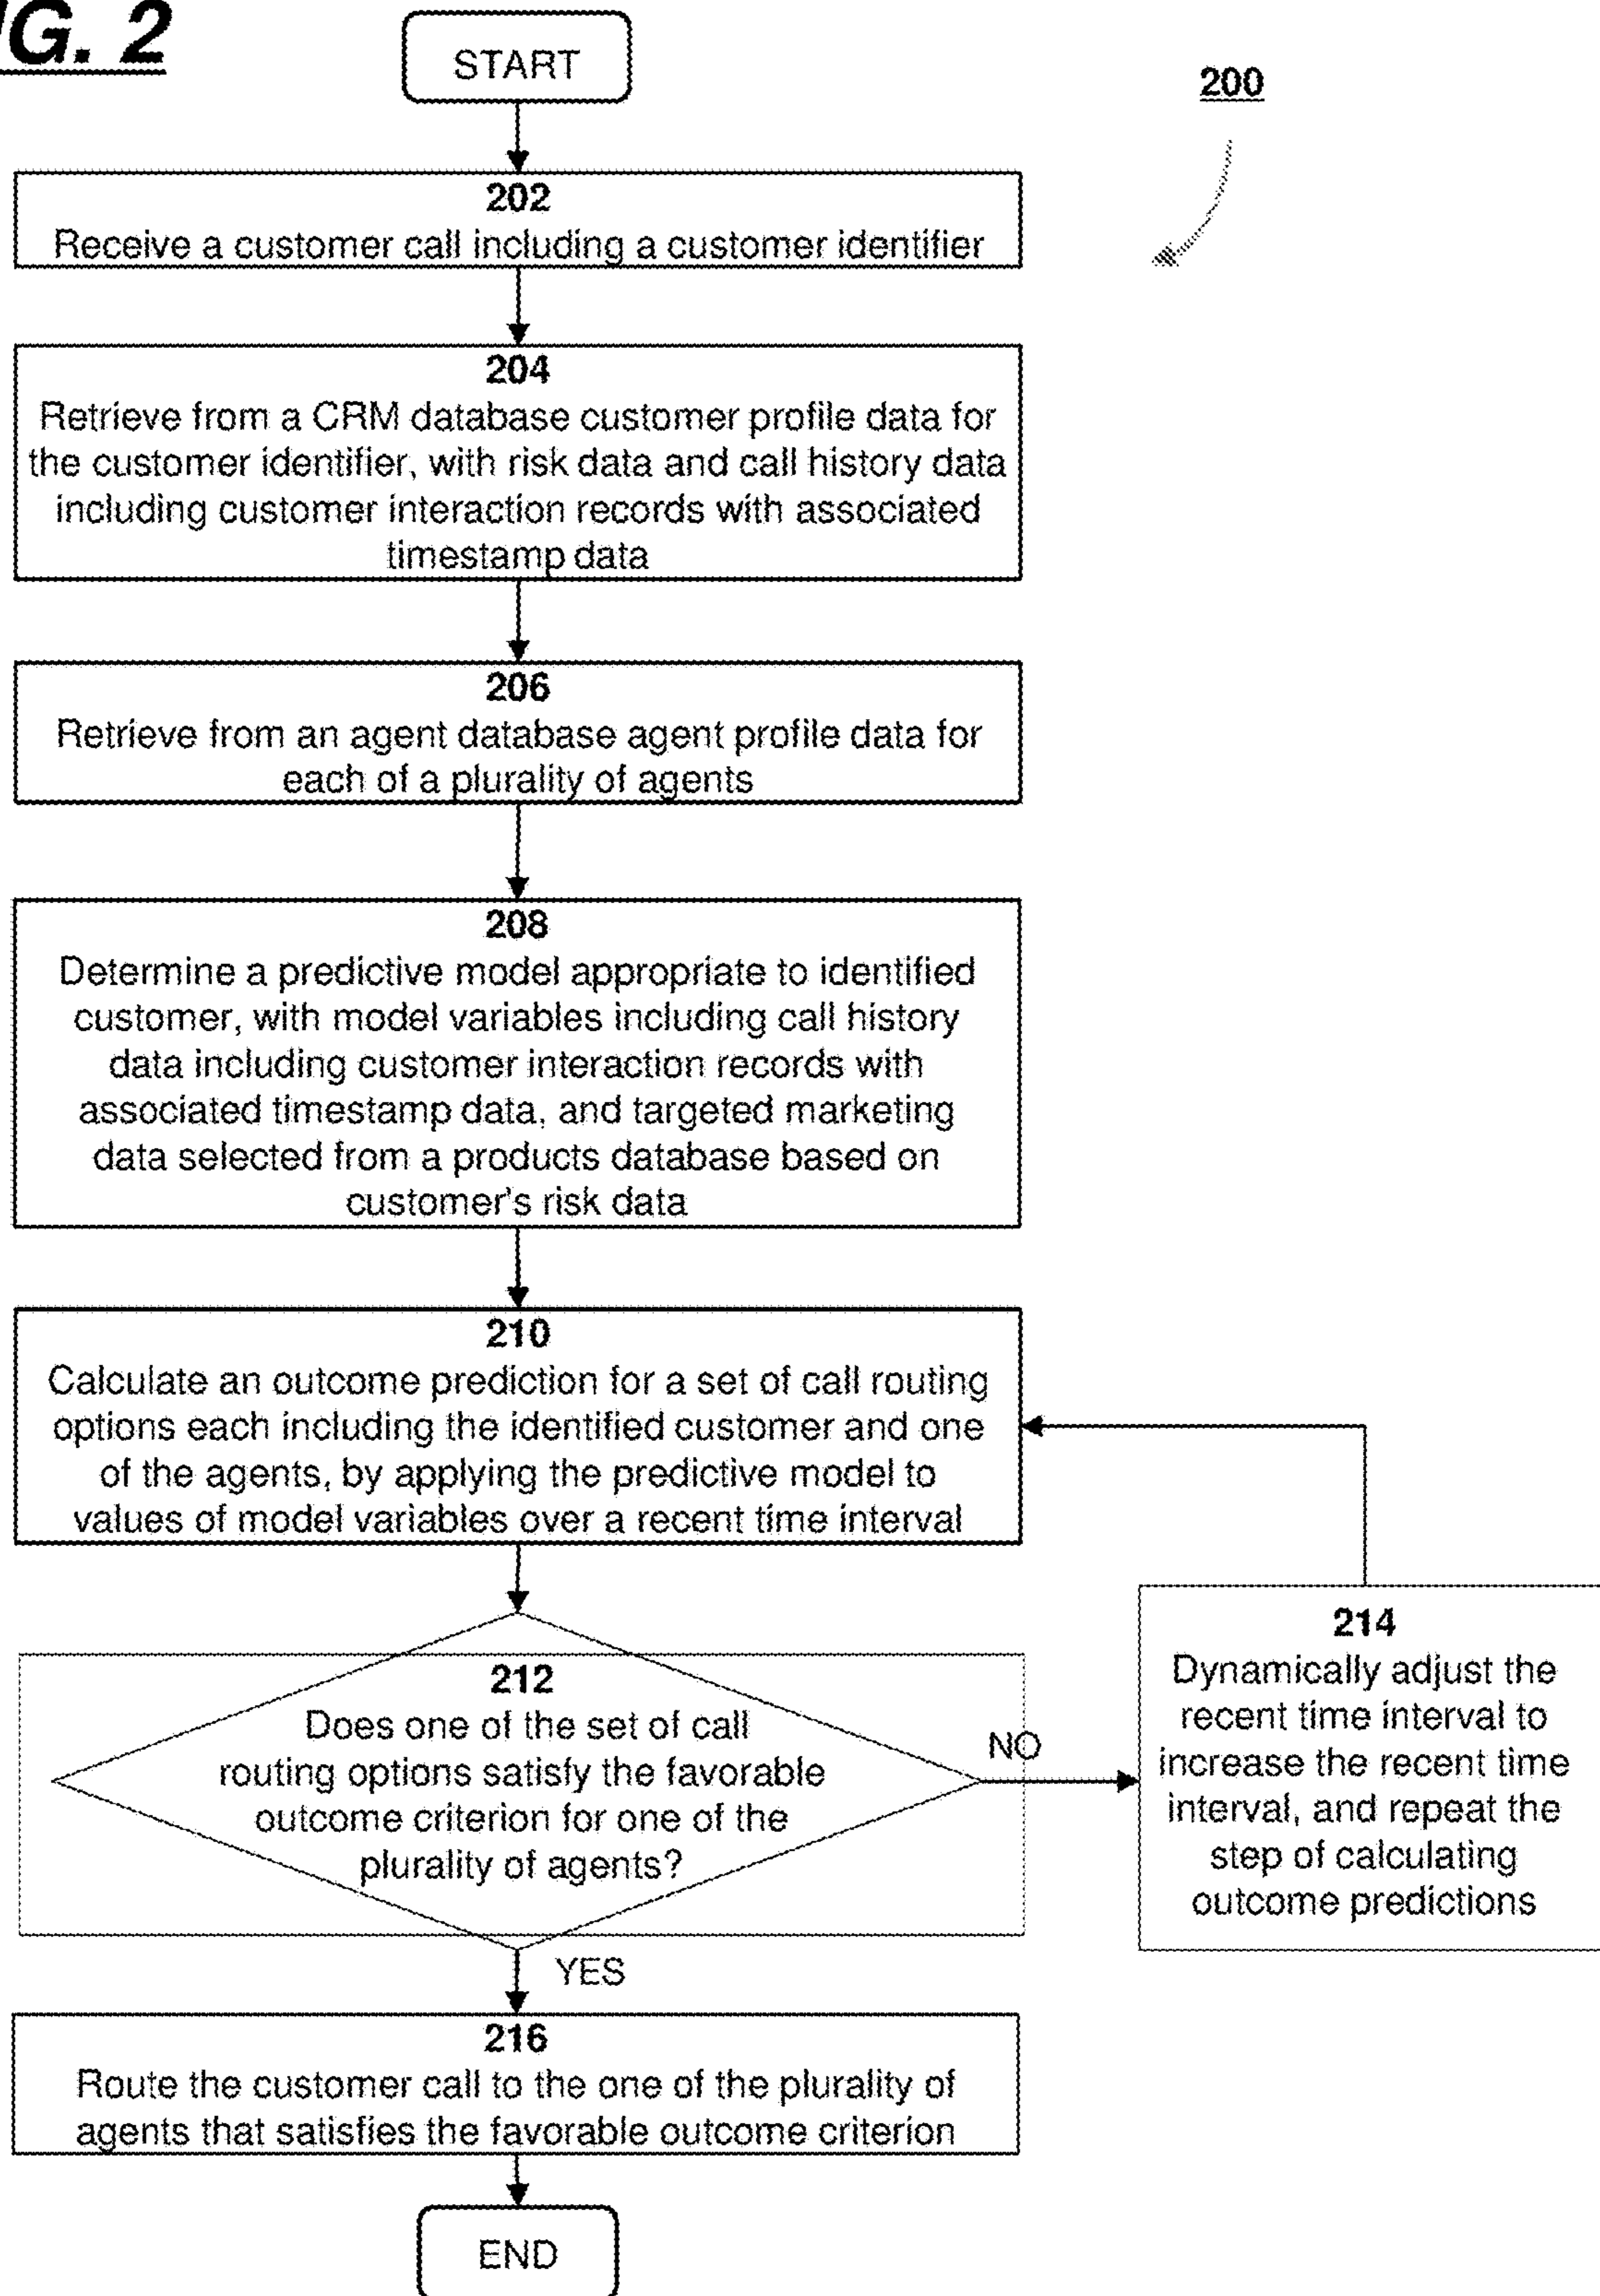 G. 2
START
200
202
Receive a customer call including a customer identifier
204
Retrieve from a CRM database customer profile data for
the customer identifier, with risk data and call history data
including customer interaction records with associated
timestamp data
206
Retrieve from an agent database agent profile data for
each of a plurality of agents
208
Determine a predictive model appropriate to identified
customer, with model variables including call history
data including customer interaction records with
associated timestamp data, and targeted marketing
data selected from a products database based on
customer's risk data
210
Calculate an outcome prediction for a set of call routing
options each including the identified customer and one
of the agents, by applying the predictive model to
values of model variables over a recent time interval
212
Does one of the set of call
routing options satisfy the favorable
outcome criterion for one of the
plurality of agents?
NO
214
Dynamically adjust the
recent time interval to
increase the recent time
interval, and repeat the
step of calculating
outcome predictions
YES
216
Route the customer call to the one of the plurality of
agents that satisfies the favorable outcome criterion
END